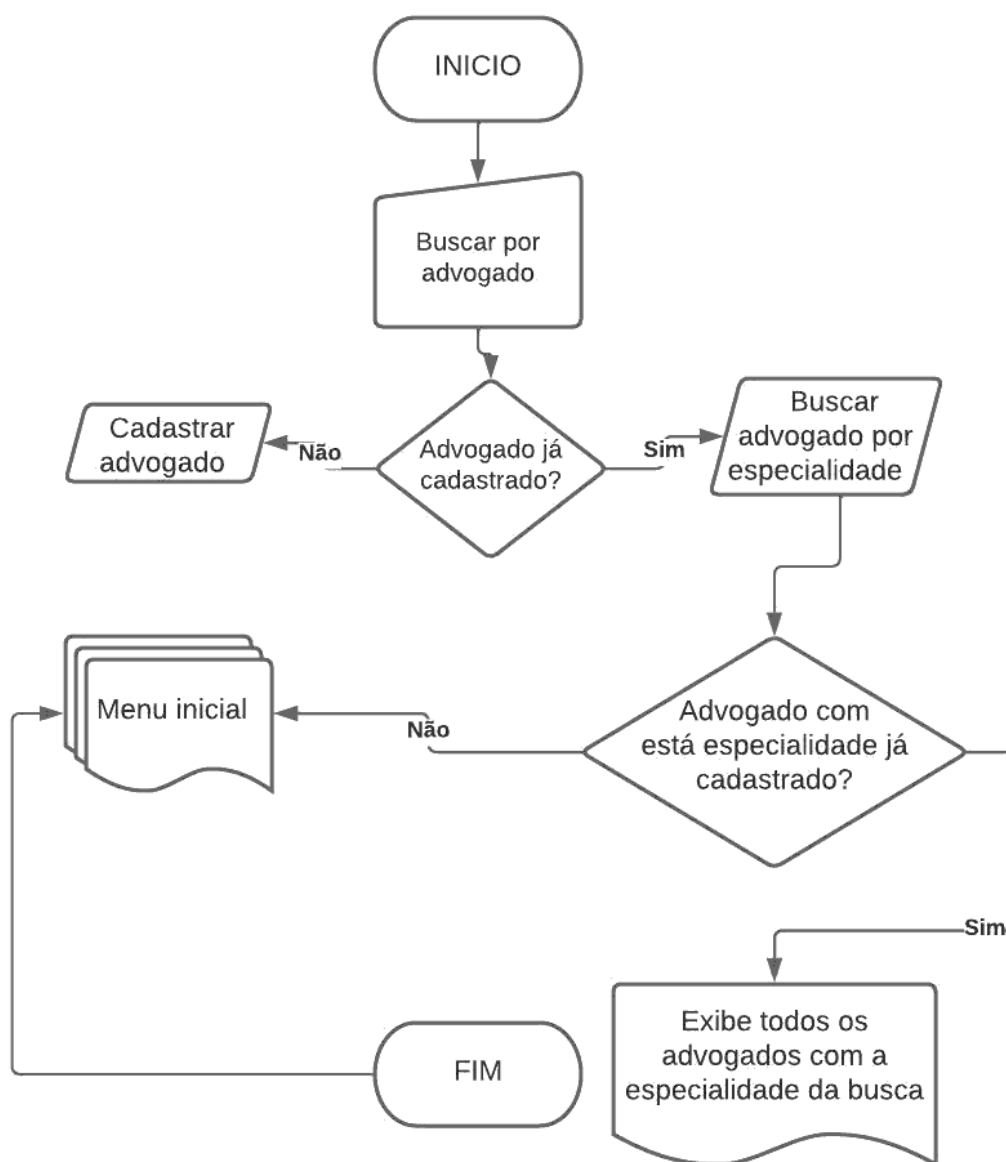 INICIO
Buscar por
advogado
Advogado já
cadastrado?
Não
Cadastrar
advogado
Sim
Buscar
advogado por
especialidade
Advogado com
está especialidade já
cadastrado?
Não
Menu inicial
Sim
Exibe todos os
advogados com a
especialidade da busca
FIM